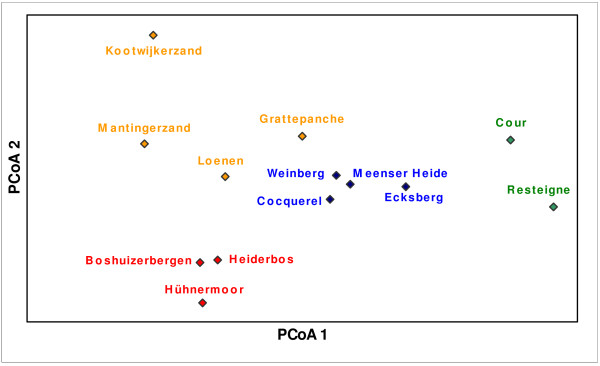 Kootwijkerzand
Mantingerzand
Grattepanche
Cour
Loenen
Weinberg
Meenser Heide
Cocquerel
Ecksberg
Resteigne
Boshuizerbergen
Heiderbos
Hühnermoor
PCoA 2
PCoA 1